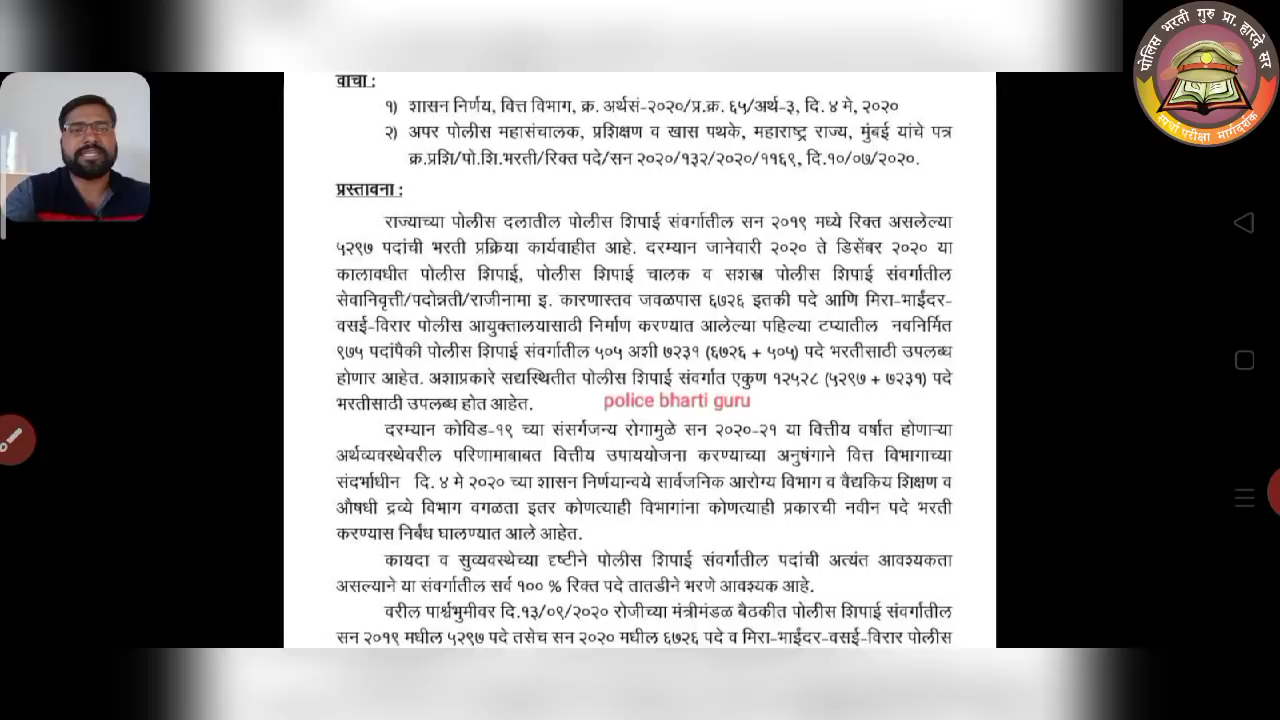 पोलिस भरती गुरु प्रा. हारदे सर
स्पर्धा परीक्षा मार्गदर्शक
वाचा :
१) शासन निर्णय, वित्त विभाग, क्र. अर्थसं-२०२०/प्र.क्र. ६५/अर्थ-३, दि. ४ मे, २०२०
२) अपर पोलीस महासंचालक, प्रशिक्षण व खास पथके, महाराष्ट्र राज्य, मुंबई यांचे पत्र
क्र.प्रशि/पो.शि.भरती/रिक्त पदे/सन २०२०/१३२/२०२०/११६९, दि.१०/०७/२०२०.
प्रस्तावना :
राज्याच्या पोलीस दलातील पोलीस शिपाई संवर्गातील सन २०१९ मध्ये रिक्त असलेल्या
५२९७ पदांची भरती प्रक्रिया कार्यवाहीत आहे. दरम्यान जानेवारी २०२० ते डिसेंबर २०२० या
कालावधीत पोलीस शिपाई, पोलीस शिपाई चालक व सशस्त्र पोलीस शिपाई संवर्गातील
सेवानिवृत्ती/पदोन्नती/राजीनामा इ. कारणास्तव जवळपास ६७२६ इतकी पदे आणि मिरा-भाईंदर-
वसई-विरार पोलीस आयुक्तालयासाठी निर्माण करण्यात आलेल्या पहिल्या टप्यातील नवनिर्मित
९७५ पदांपैकी पोलीस शिपाई संवर्गातील ५०५ अशी ७२३१ (६७२६ + ५०५) पदे भरतीसाठी उपलब्ध
होणार आहेत. अशाप्रकारे सद्यस्थितीत पोलीस शिपाई संवर्गात एकुण १२५२८ (५२९७ + ७२३१) पदे
भरतीसाठी उपलब्ध होत आहेत.
police bharti guru
दरम्यान कोविड-१९ च्या संसर्गजन्य रोगामुळे सन २०२०-२१ या वित्तीय वर्षात होणाऱ्या
अर्थव्यवस्थेवरील परिणामाबाबत वित्तीय उपाययोजना करण्याच्या अनुषंगाने वित्त विभागाच्या
संदर्भाधीन दि. ४ मे २०२० च्या शासन निर्णयान्वये सार्वजनिक आरोग्य विभाग व वैद्यकिय शिक्षण व
औषधी द्रव्ये विभाग वगळता इतर कोणत्याही विभागांना कोणत्याही प्रकारची नवीन पदे भरती
करण्यास निर्बंध घालण्यात आले आहेत.
कायदा व सुव्यवस्थेच्या दृष्टीने पोलीस शिपाई संवर्गातील पदांची अत्यंत आवश्यकता
असल्याने या संवर्गातील सर्व १०० % रिक्त पदे तातडीने भरणे आवश्यक आहे.
वरील पार्श्वभुमीवर दि.१३/०९/२०२० रोजीच्या मंत्रीमंडळ बैठकीत पोलीस शिपाई संवर्गातील
सन २०१९ मधील ५२९७ पदे तसेच सन २०२० मधील ६७२६ पदे व मिरा-भाईंदर-वसई-विरार पोलीस